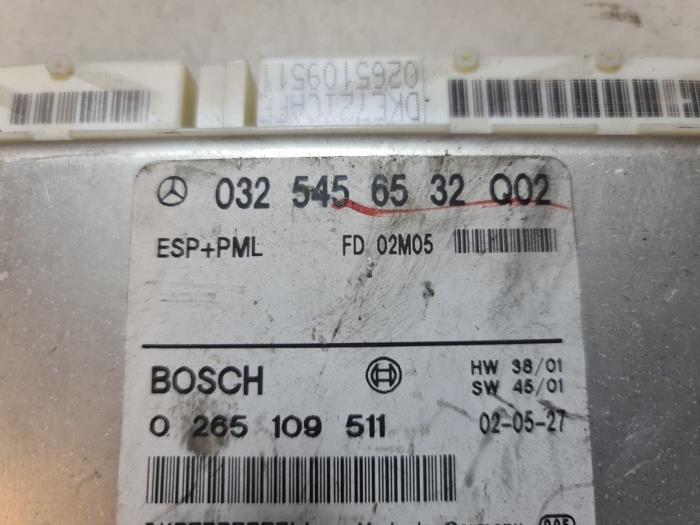 DKE72TCAFF
0265109511
032 545 65 32 Q02
ESP+PML FD 02M05
BOSCH HW 38/01
SW 45/01
0 265 109 511 02-05-27